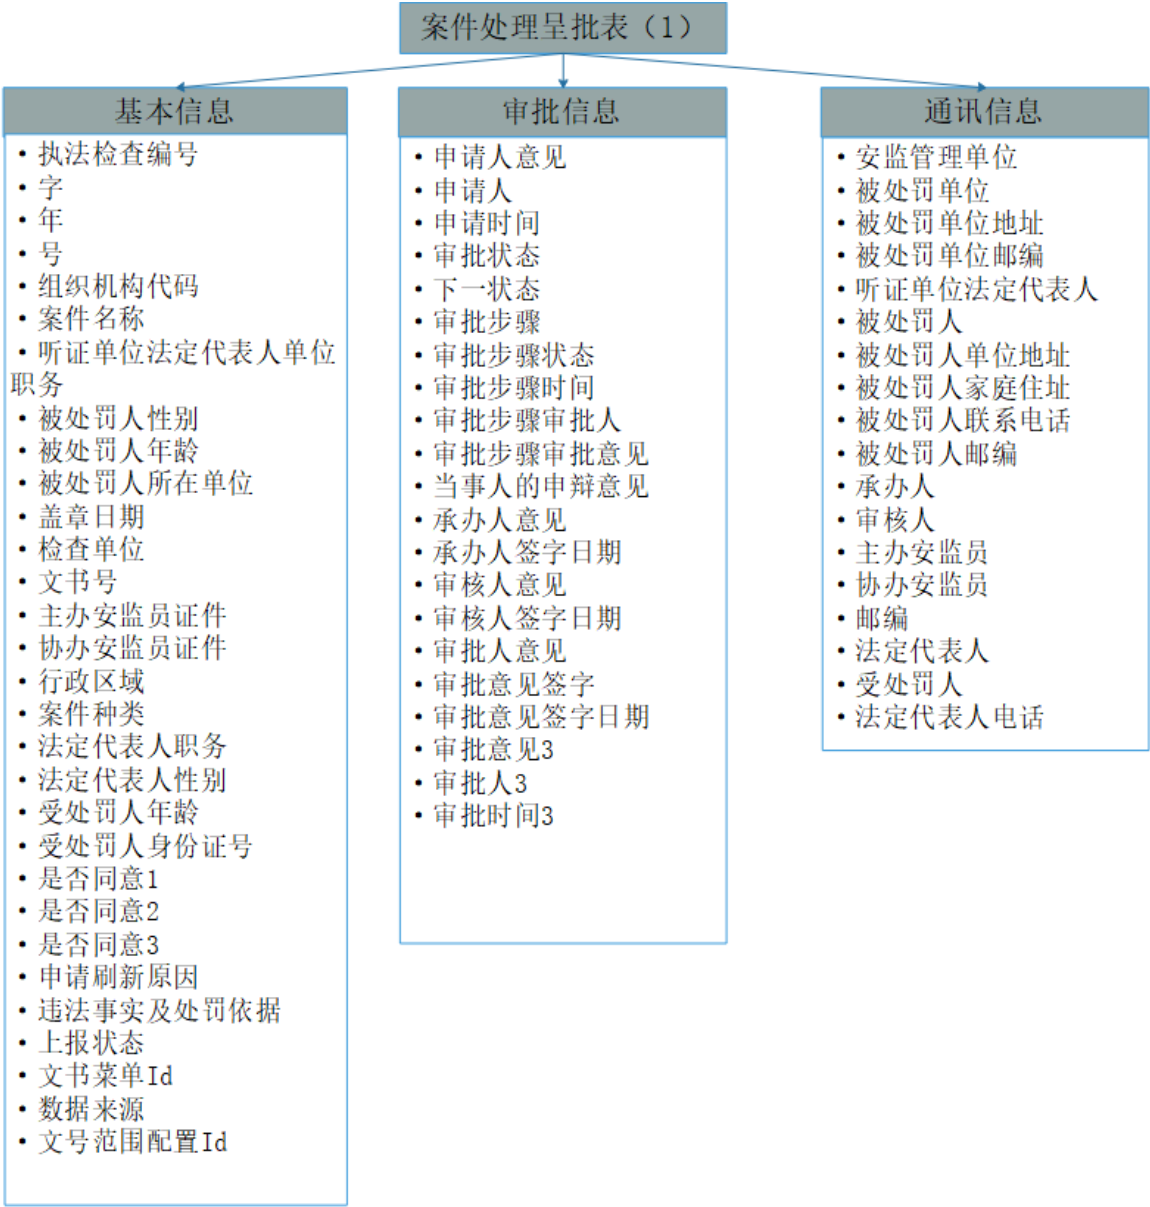 案件处理呈批表（1）
基本信息
• 执法检查编号
• 字
• 年
• 号
• 组织机构代码
• 案件名称
• 听证单位法定代表人单位
职务
• 被处罚人性别
• 被处罚人年龄
• 被处罚人所在单位
• 盖章日期
• 检查单位
• 文书号
• 主办安监员证件
• 协办安监员证件
• 行政区域
• 案件种类
• 法定代表人职务
• 法定代表人性别
• 受处罚人年龄
• 受处罚人身份证号
• 是否同意1
• 是否同意2
• 是否同意3
• 申请刷新原因
• 违法事实及处罚依据
• 上报状态
• 文书菜单Id
• 数据来源
• 文号范围配置Id
审批信息
• 申请人意见
• 申请人
• 申请时间
• 审批状态
• 下一状态
• 审批步骤
• 审批步骤状态
• 审批步骤时间
• 审批步骤审批人
• 审批步骤审批意见
• 当事人的申辩意见
• 承办人意见
• 承办人签字日期
• 审核人意见
• 审核人签字日期
• 审批人意见
• 审批意见签字
• 审批意见签字日期
• 审批意见3
• 审批人3
• 审批时间3
通讯信息
• 安监管理单位
• 被处罚单位
• 被处罚单位地址
• 被处罚单位邮编
• 听证单位法定代表人
• 被处罚人
• 被处罚人单位地址
• 被处罚人家庭住址
• 被处罚人联系电话
• 被处罚人邮编
• 承办人
• 审核人
• 主办安监员
• 协办安监员
• 邮编
• 法定代表人
• 受处罚人
• 法定代表人电话